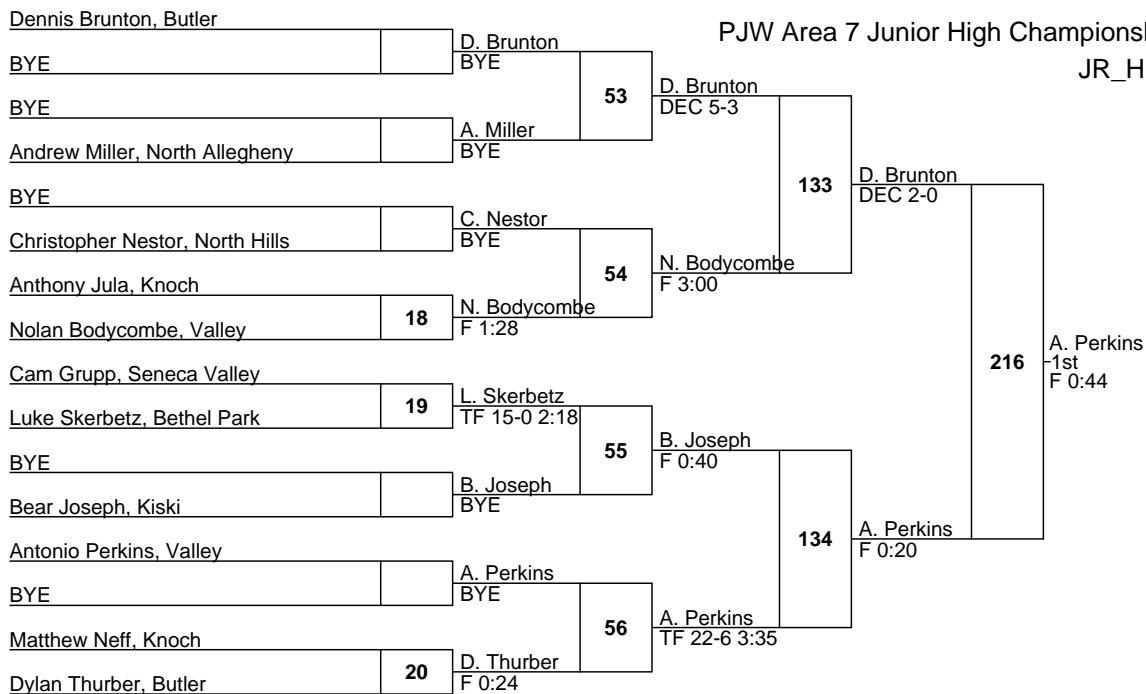 Dennis Brunton, Butler
PJW Area 7 Junior High Championsh
D. Brunton
BYE
BYE
JR_H
53
D. Brunton
DEC 5-3
BYE
A. Miller
BYE
Andrew Miller, North Allegheny
133
D. Brunton
DEC 2-0
BYE
C. Nestor
BYE
Christopher Nestor, North Hills
54
N. Bodycombe
F 3:00
Anthony Jula, Knoch
18
N. Bodycombe
F 1:28
Nolan Bodycombe, Valley
216
A. Perkins
1st
F 0:44
Cam Grupp, Seneca Valley
19
L. Skerbetz
TF 15-0 2:18
Luke Skerbetz, Bethel Park
55
B. Joseph
F 0:40
BYE
B. Joseph
BYE
Bear Joseph, Kiski
134
A. Perkins
F 0:20
Antonio Perkins, Valley
A. Perkins
BYE
BYE
56
A. Perkins
TF 22-6 3:35
Matthew Neff, Knoch
20
D. Thurber
F 0:24
Dylan Thurber, Butler